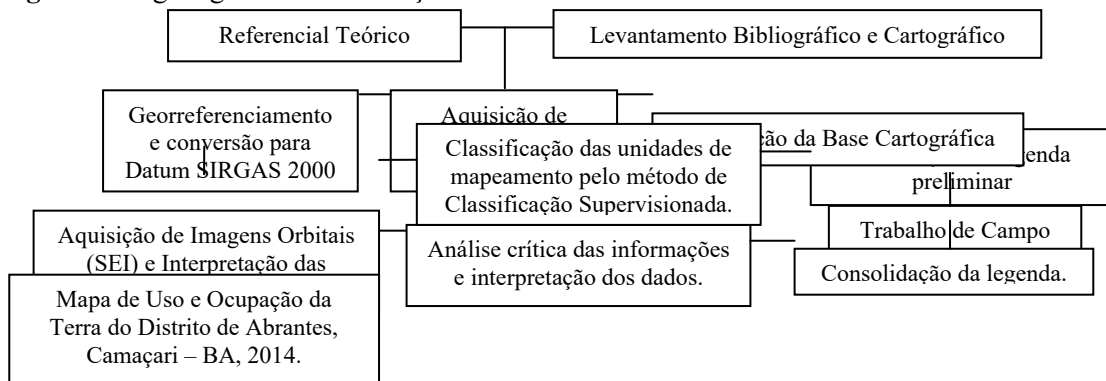 Referencial Teórico
Levantamento Bibliográfico e Cartográfico
Georreferenciamento
e conversão para
Datum SIRGAS 2000
Aquisição de
ção da Base Cartográfica
Classificação das unidades de
mapeamento pelo método de
Classificação Supervisionada.
genda
preliminar
Aquisição de Imagens Orbitais
(SEI) e Interpretação das
Análise crítica das informações
e interpretação dos dados.
Trabalho de Campo
Consolidação da legenda.
Mapa de Uso e Ocupação da
Terra do Distrito de Abrantes,
Camaçari – BA, 2014.